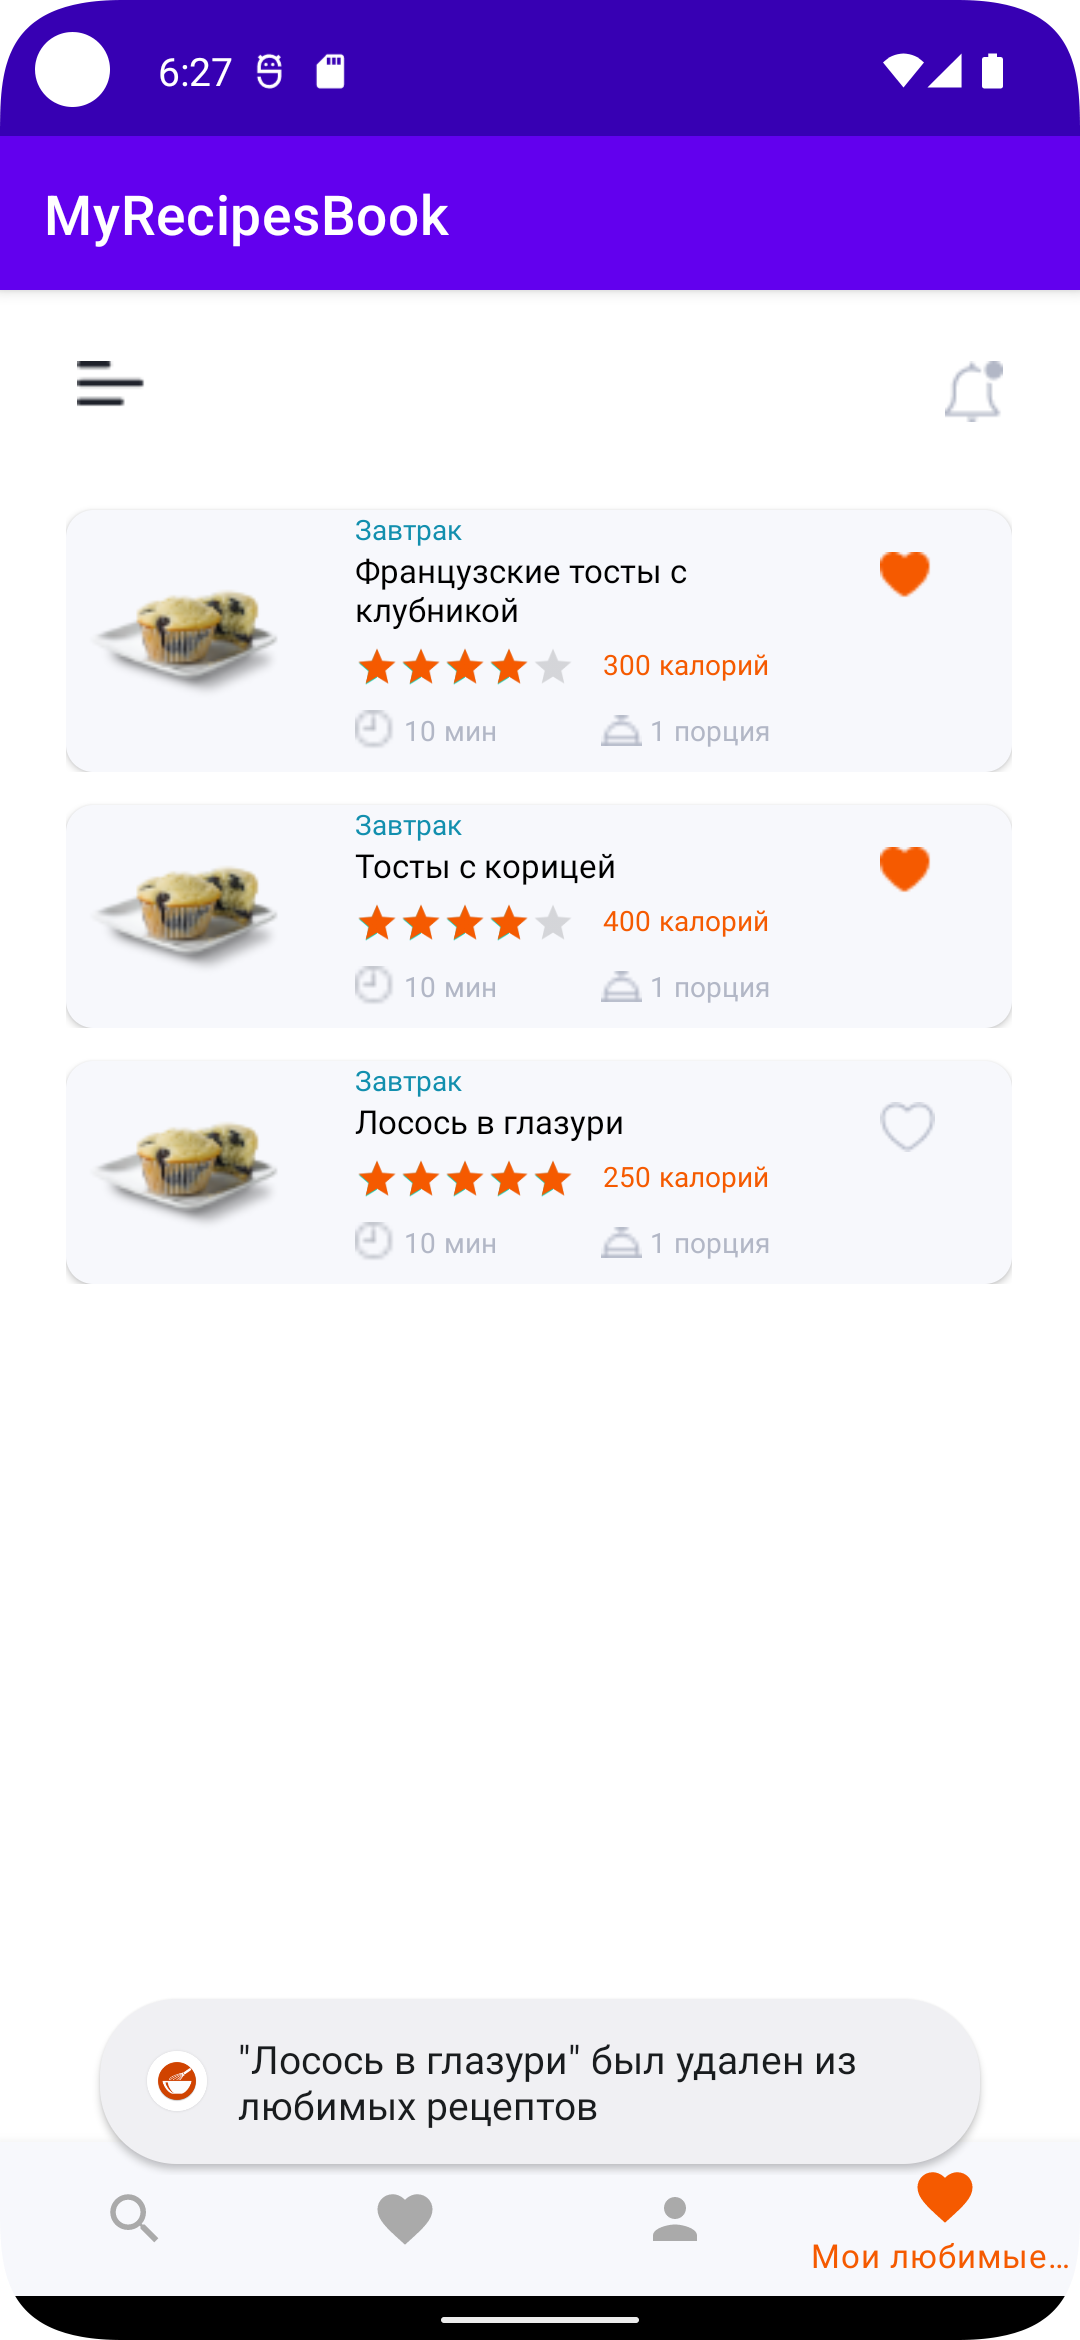 6:27
MyRecipesBook
Завтрак
Французские тосты с
клубникой
300 калорий
10 мин
1 порция
Завтрак
Тосты с корицей
400 калорий
10 мин
1 порция
Завтрак
Лосось в глазури
250 калорий
10 мин
1 порция
"Лосось в глазури" был удален из
любимых рецептов
Мои любимые…